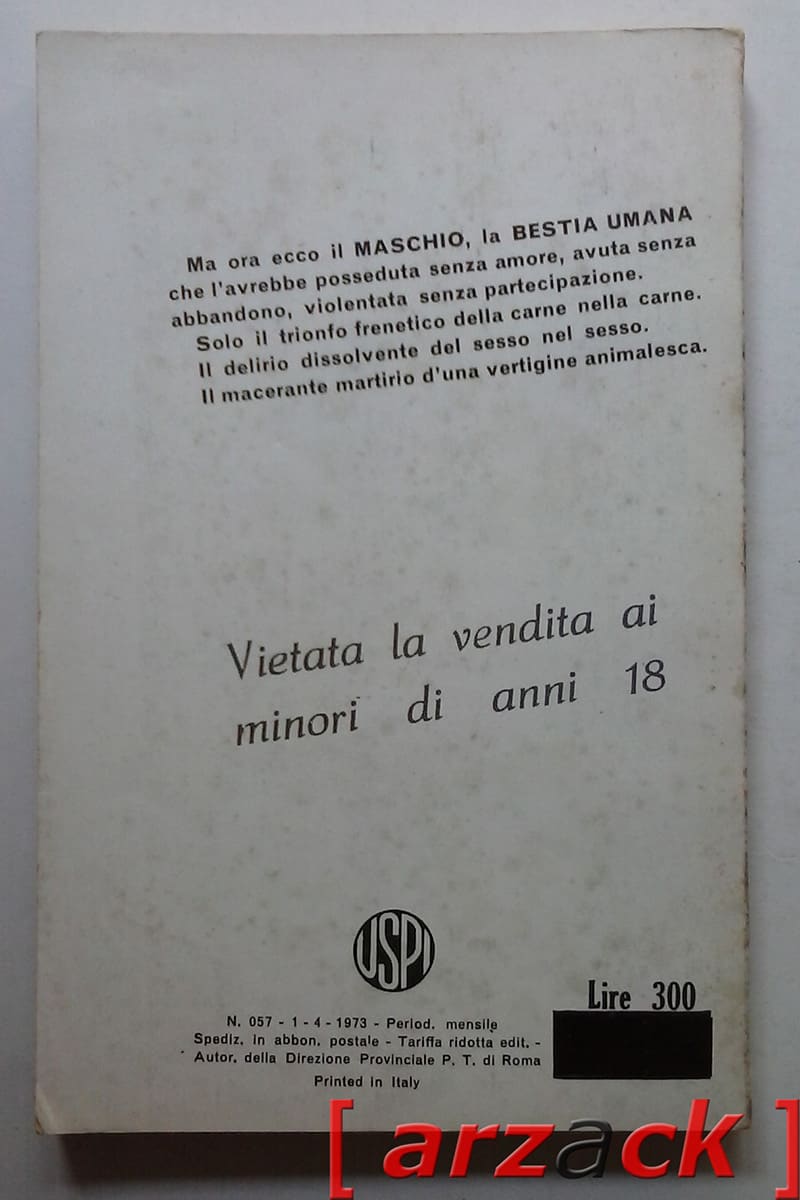 Ma ora ecco il MASCHIO, la BESTIA UMANA
che l'avrebbe posseduta senza amore, avuta senza
abbandono, violentata senza partecipazione.
Solo il trionfo frenetico della carne nella carne.
Il delirio dissolvente del sesso nel sesso.
Il macerante martirio d'una vertigine animalesca.
Vietata la vendita ai
minori di anni 18
USPI
Lire 300
N. 057 - 1 - 4 - 1973 - Period. mensile
Spediz. in abbon. postale - Tariffa ridotta edit. -
Autor. della Direzione Provinciale P. T. di Roma
Printed in Italy
[ arzack ]